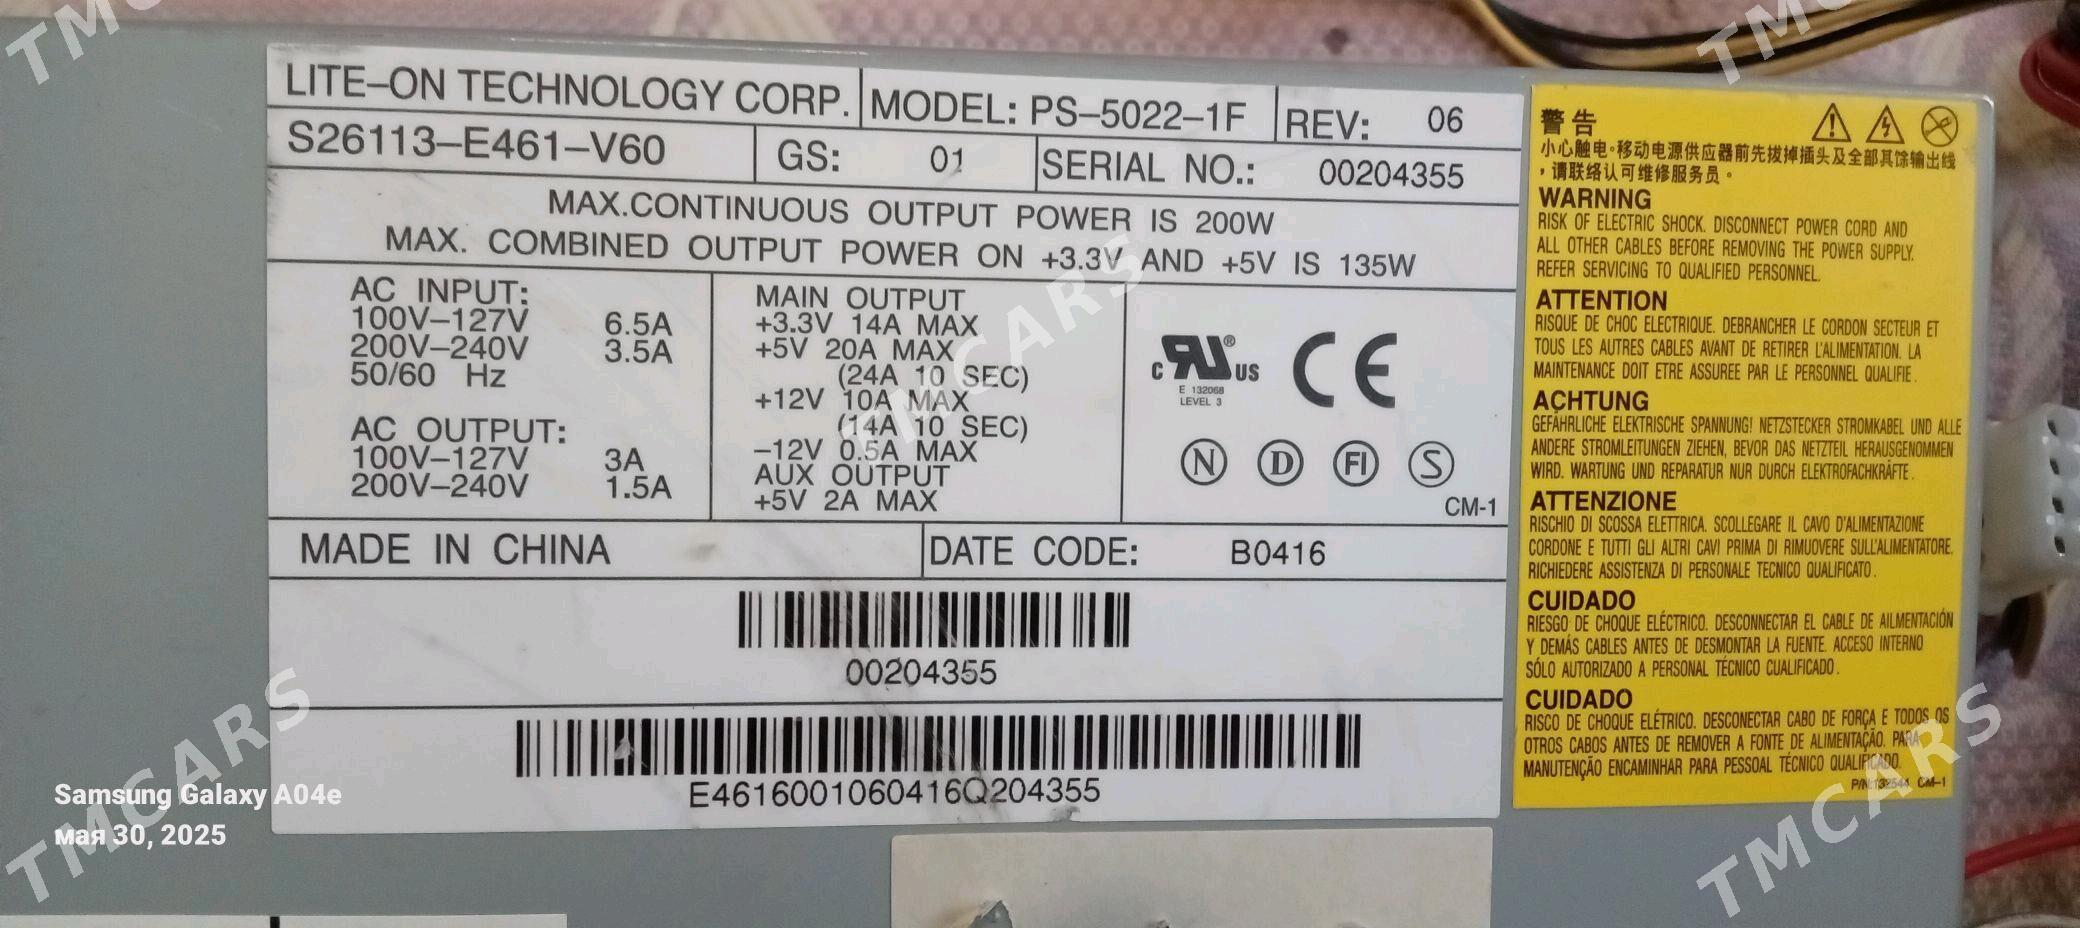 LITE-ON TECHNOLOGY CORP. MODEL: PS-5022-1F REV: 06
S26113-E461-V60 GS: 01 SERIAL NO.: 00204355
MAX.CONTINUOUS OUTPUT POWER IS 200W
MAX. COMBINED OUTPUT POWER ON +3.3V AND +5V IS 135W
AC INPUT:
100V-127V 6.5A
200V-240V 3.5A
50/60 Hz
AC OUTPUT:
100V-127V 3A
200V-240V 1.5A
MAIN OUTPUT
+3.3V 14A MAX
+5V 20A MAX
(24A 10 SEC)
+12V 10A MAX
(14A 10 SEC)
-12V 0.5A MAX
AUX OUTPUT
+5V 2A MAX
c RU ® US
E 132068
LEVEL 3
CE
N D FI S
CM-1
MADE IN CHINA DATE CODE: B0416
00204355
E4616001060416Q204355
警告
小心触电·移动电源供应器前先拔掉插头及全部其馀输出线
，请联络认可维修服务员。
WARNING
RISK OF ELECTRIC SHOCK. DISCONNECT POWER CORD AND
ALL OTHER CABLES BEFORE REMOVING THE POWER SUPPLY.
REFER SERVICING TO QUALIFIED PERSONNEL.
ATTENTION
RISQUE DE CHOC ELECTRIQUE. DEBRANCHER LE CORDON SECTEUR ET
TOUS LES AUTRES CABLES AVANT DE RETIRER L'ALIMENTATION. LA
MAINTENANCE DOIT ETRE ASSUREE PAR LE PERSONNEL QUALIFIE.
ACHTUNG
GEFÄHRLICHE ELEKTRISCHE SPANNUNG! NETZSTECKER STROMKABEL UND ALLE
ANDERE STROMLEITUNGEN ZIEHEN, BEVOR DAS NETZTEIL HERAUSGENOMMEN
WIRD. WARTUNG UND REPARATUR NUR DURCH ELEKTROFACHKRÄFTE.
ATTENZIONE
RISCHIO DI SCOSSA ELETTRICA. SCOLLEGARE IL CAVO D'ALIMENTAZIONE
CORDONE E TUTTI GLI ALTRI CAVI PRIMA DI RIMUOVERE SULL'ALIMENTATORE.
RICHIEDERE ASSISTENZA DI PERSONALE TECNICO QUALIFICATO.
CUIDADO
RIESGO DE CHOQUE ELÉCTRICO. DESCONNECTAR EL CABLE DE AILMENTACIÓN
Y DEMÁS CABLES ANTES DE DESMONTAR LA FUENTE. ACCESO INTERNO
SÓLO AUTORIZADO A PERSONAL TÉCNICO CUALIFICADO.
CUIDADO
RISCO DE CHOQUE ELÉTRICO. DESCONECTAR CABO DE FORÇA E TODOS OS
OTROS CABOS ANTES DE REMOVER A FONTE DE ALIMENTAÇÃO. PARA
MANUTENÇÃO ENCAMINHAR PARA PESSOAL TÉCNICO QUALIFICADO.
P/N:132544 CM-1
Samsung Galaxy A04e
мая 30, 2025
TMCARS
TMCARS
TMCARS
TMCARS
TMCARS